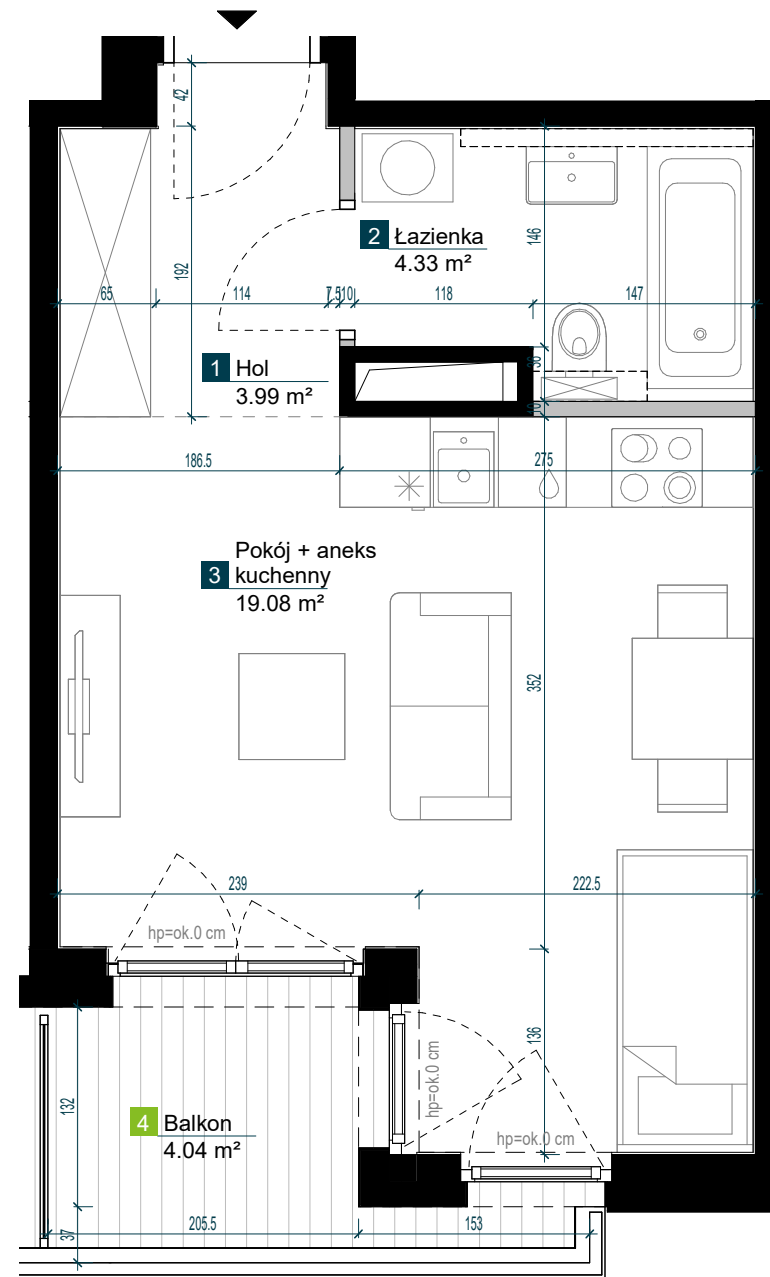 42
2 Łazienka
4.33 m²
146
192
65
114
7.5
10
118
147
36
1 Hol
3.99 m²
10
186.5
275
Pokój + aneks
3 kuchenny
19.08 m²
352
239
222.5
hp=ok.0 cm
136
hp=ok.0 cm
hp=ok.0 cm
132
4 Balkon
4.04 m²
205.5
153
37